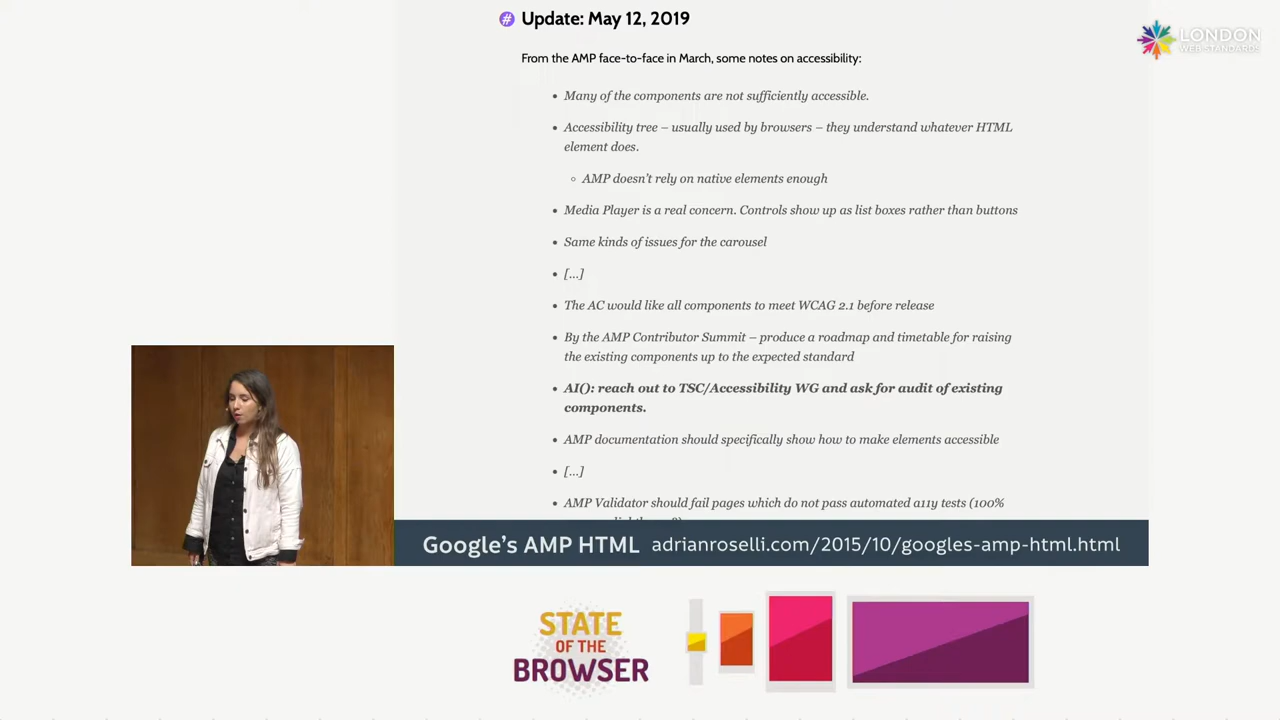 # Update: May 12, 2019
LONDON
WEB STANDARDS
From the AMP face-to-face in March, some notes on accessibility:
• Many of the components are not sufficiently accessible.
• Accessibility tree – usually used by browsers – they understand whatever HTML
element does.
◦ AMP doesn't rely on native elements enough
• Media Player is a real concern. Controls show up as list boxes rather than buttons
• Same kinds of issues for the carousel
• [...]
• The AC would like all components to meet WCAG 2.1 before release
• By the AMP Contributor Summit – produce a roadmap and timetable for raising
the existing components up to the expected standard
• AI(): reach out to TSC/Accessibility WG and ask for audit of existing
components.
• AMP documentation should specifically show how to make elements accessible
• [...]
• AMP Validator should fail pages which do not pass automated a11y tests (100%
Google's AMP HTML adrianroselli.com/2015/10/googles-amp-html.html
STATE
OF THE
BROWSER